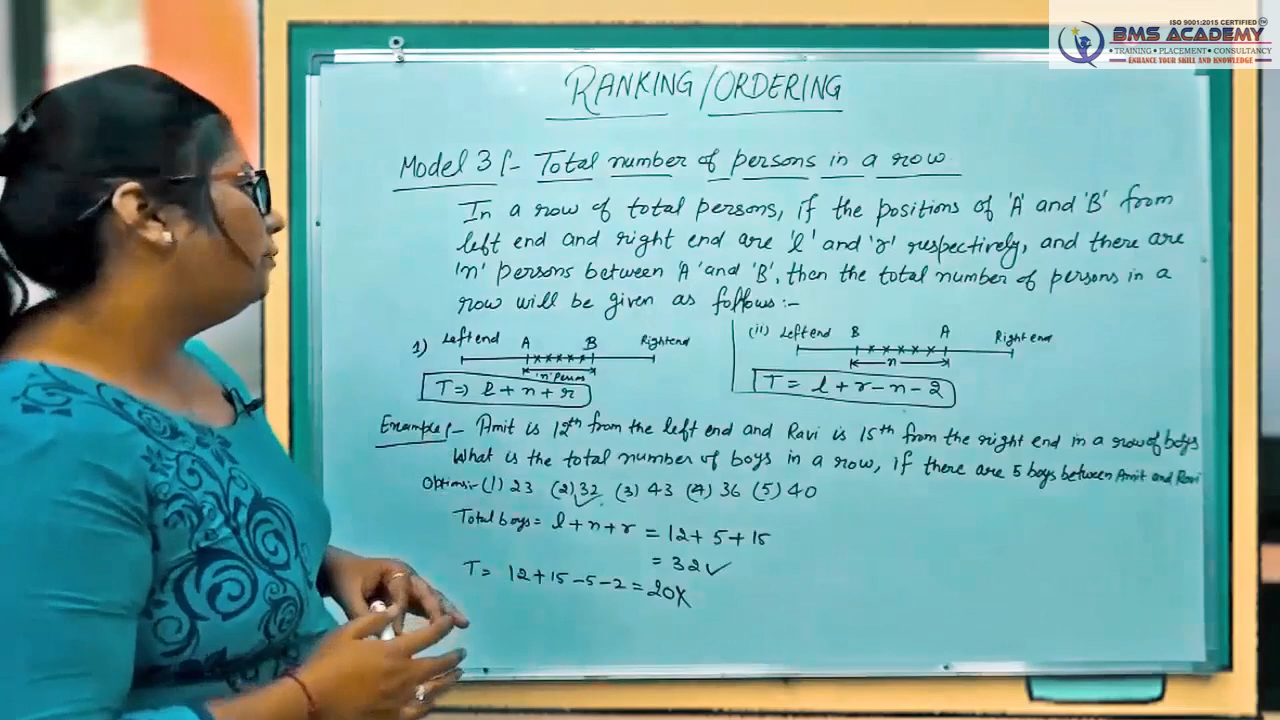 ISO 9001:2015 CERTIFIED TM
BMS ACADEMY
• TRAINING • PLACEMENT • CONSULTANCY
ENHANCE YOUR SKILL AND KNOWLEDGE
RANKING/ORDERING
Model 3:- Total number of persons in a row
In a row of total persons, if the positions of 'A' and 'B' from
left end and right end are 'l' and 'r' respectively, and there are
'n' persons between 'A' and 'B', then the total number of persons in a
row will be given as follows:-
1) Left end A B Right end
'n' Person
T => l + n + r
(ii) Left end B A Right end
n
T = l + r - n - 2
Example:- Amit is 12th from the left end and Ravi is 15th from the right end in a row of boys
What is the total number of boys in a row, if there are 5 boys between Amit and Ravi
Options:- (1) 23 (2) 32 (3) 43 (4) 36 (5) 40
Total boys = l + n + r = 12 + 5 + 15
= 32 ✓
T = 12 + 15 - 5 - 2 = 20 X